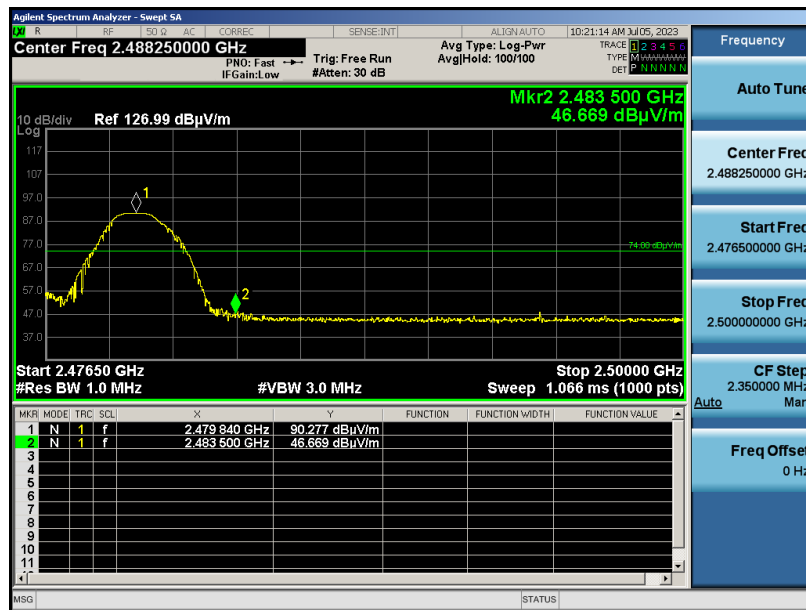 Agilent Spectrum Analyzer - Swept SA
LXI R RF 50 Ω AC CORREC SENSE:INT ALIGN AUTO 10:21:14 AM Jul 05, 2023
Center Freq 2.488250000 GHz
PNO: Fast
IFGain:Low
Trig: Free Run
#Atten: 30 dB
Avg Type: Log-Pwr
Avg|Hold: 100/100
TRACE 1 2 3 4 5 6
TYPE M WWWWW
DET P N N N N N
Mkr2 2.483 500 GHz
46.669 dBµV/m
10 dB/div Ref 126.99 dBµV/m
Log
117
107
97.0
87.0
77.0
67.0
57.0
47.0
37.0
1
74.00 dBµV/m
2
Start 2.47650 GHz Stop 2.50000 GHz
#Res BW 1.0 MHz #VBW 3.0 MHz Sweep 1.066 ms (1000 pts)
MKR MODE TRC SCL X Y FUNCTION FUNCTION WIDTH FUNCTION VALUE
1 N 1 f 2.479 840 GHz 90.277 dBµV/m
2 N 1 f 2.483 500 GHz 46.669 dBµV/m
3
4
5
6
7
8
9
10
11
MSG STATUS
Frequency
Auto Tune
Center Freq
2.488250000 GHz
Start Freq
2.476500000 GHz
Stop Freq
2.500000000 GHz
CF Step
2.350000 MHz
Auto Man
Freq Offset
0 Hz